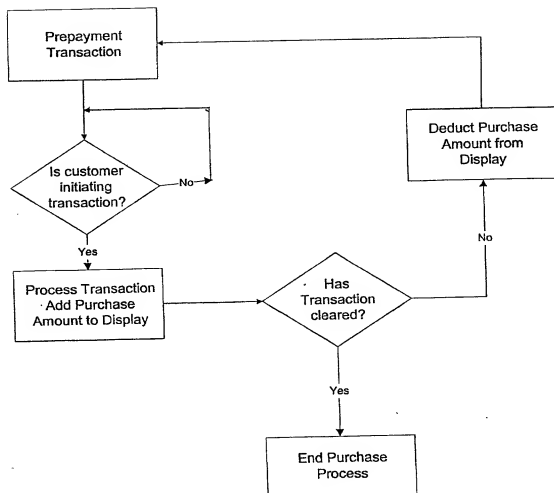 Prepayment
Transaction
Is customer
initiating
transaction?
No
Yes
Process Transaction
Add Purchase
Amount to Display
Has
Transaction
cleared?
No
Deduct Purchase
Amount from
Display
Yes
End Purchase
Process